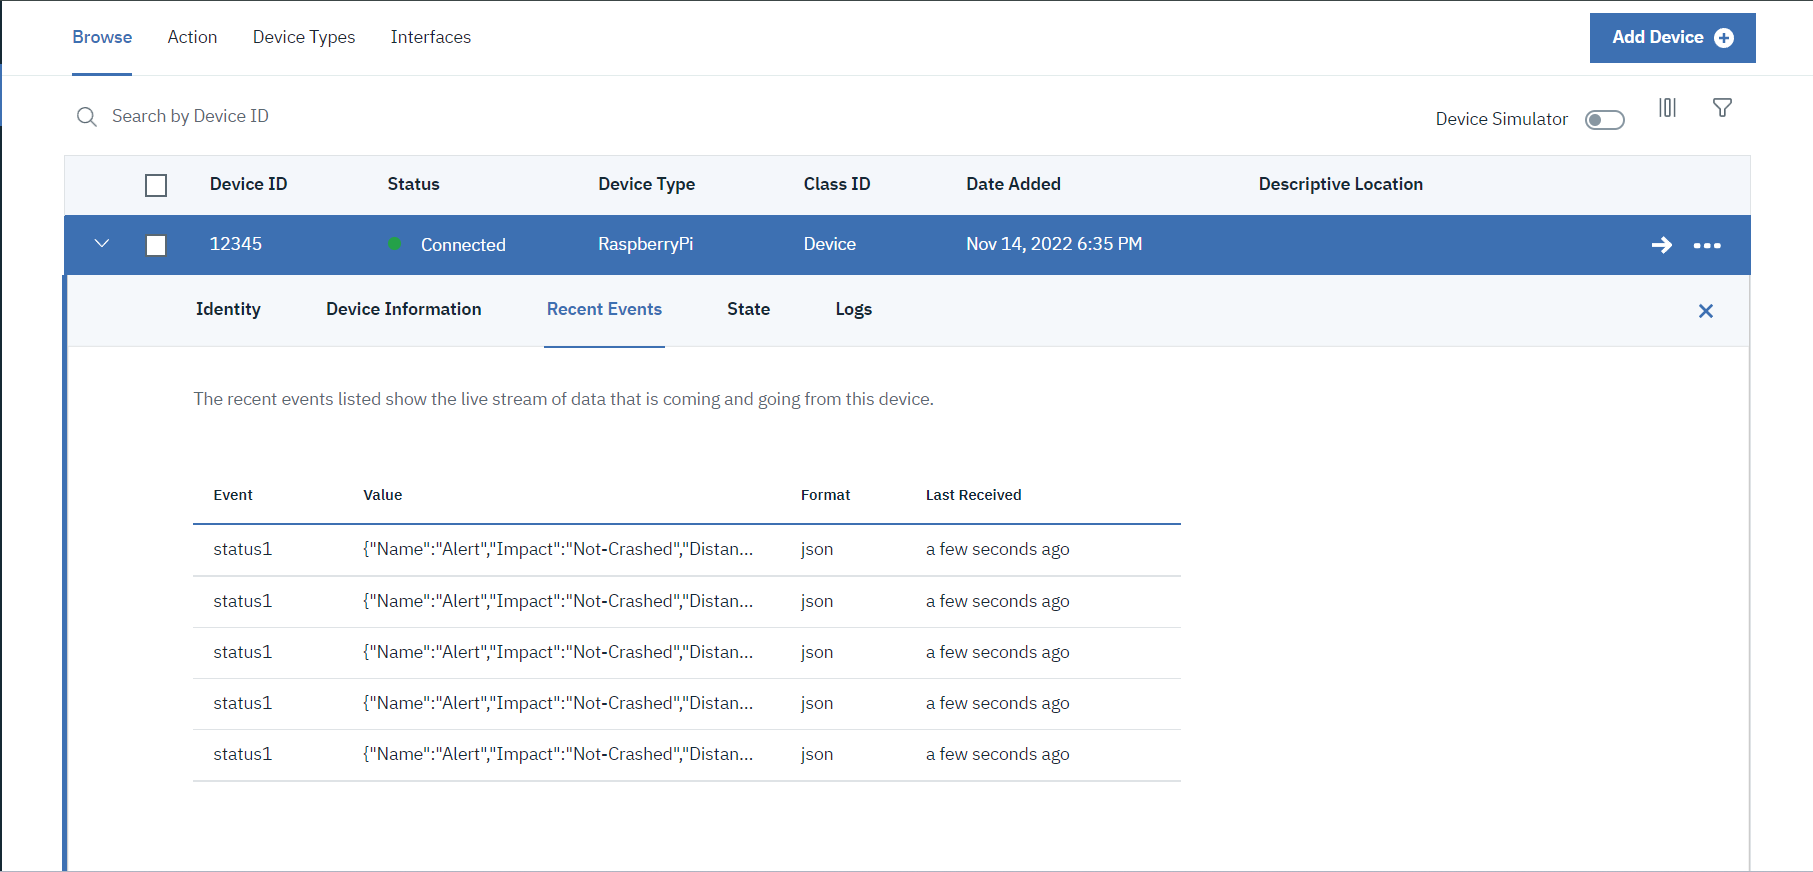 Browse Action Device Types Interfaces Add Device
Search by Device ID Device Simulator
Device ID Status Device Type Class ID Date Added Descriptive Location
12345 Connected RaspberryPi Device Nov 14, 2022 6:35 PM
Identity Device Information Recent Events State Logs
The recent events listed show the live stream of data that is coming and going from this device.
Event Value Format Last Received
status1 {"Name":"Alert","Impact":"Not-Crashed","Distan... json a few seconds ago
status1 {"Name":"Alert","Impact":"Not-Crashed","Distan... json a few seconds ago
status1 {"Name":"Alert","Impact":"Not-Crashed","Distan... json a few seconds ago
status1 {"Name":"Alert","Impact":"Not-Crashed","Distan... json a few seconds ago
status1 {"Name":"Alert","Impact":"Not-Crashed","Distan... json a few seconds ago